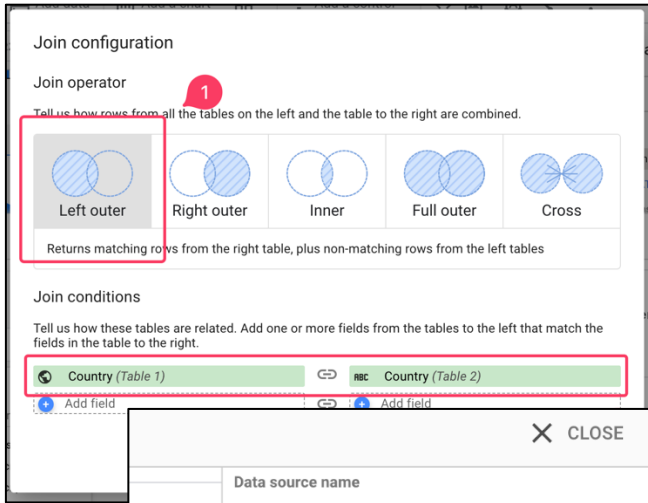 Join configuration
Join operator
1
Tell us how rows from all the tables on the left and the table to the right are combined.
Left outer
Right outer
Inner
Full outer
Cross
Returns matching rows from the right table, plus non-matching rows from the left tables
Join conditions
Tell us how these tables are related. Add one or more fields from the tables to the left that match the
fields in the table to the right.
Country (Table 1)
ABC Country (Table 2)
Add field
Add field
CLOSE
Data source name